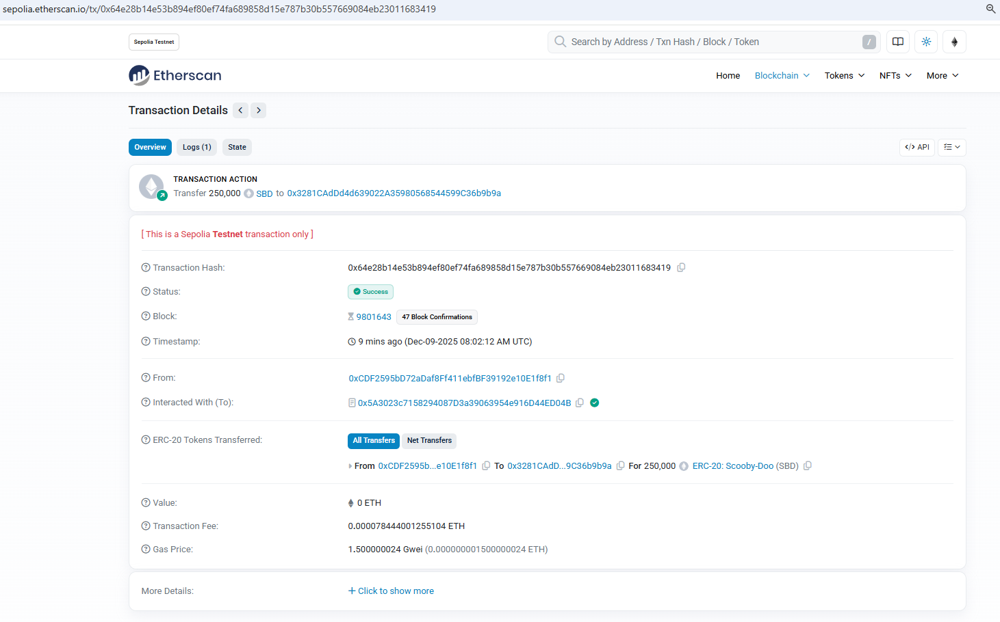 sepolia.etherscan.io/tx/0x64e28b14e53b894ef80ef74fa689858d15e787b30b557669084eb23011683419
Sepolia Testnet
Search by Address / Txn Hash / Block / Token
/
Etherscan
Home Blockchain Tokens NFTs More
Transaction Details
Overview Logs (1) State
API
TRANSACTION ACTION
Transfer 250,000 SBD to 0x3281CAdDd4d639022A35980568544599C36b9b9a
[ This is a Sepolia Testnet transaction only ]
Transaction Hash: 0x64e28b14e53b894ef80ef74fa689858d15e787b30b557669084eb23011683419
Status: Success
Block: 9801643 47 Block Confirmations
Timestamp: 9 mins ago (Dec-09-2025 08:02:12 AM UTC)
From: 0xCDF2595bD72aDaf8Ff411ebfBF39192e10E1f8f1
Interacted With (To): 0x5A3023c7158294087D3a39063954e916D44ED04B
ERC-20 Tokens Transferred: All Transfers Net Transfers
From 0xCDF2595b...e10E1f8f1 To 0x3281CAdD...9C36b9b9a For 250,000 ERC-20: Scooby-Doo (SBD)
Value: 0 ETH
Transaction Fee: 0.000078444001255104 ETH
Gas Price: 1.500000024 Gwei (0.000000001500000024 ETH)
More Details: Click to show more